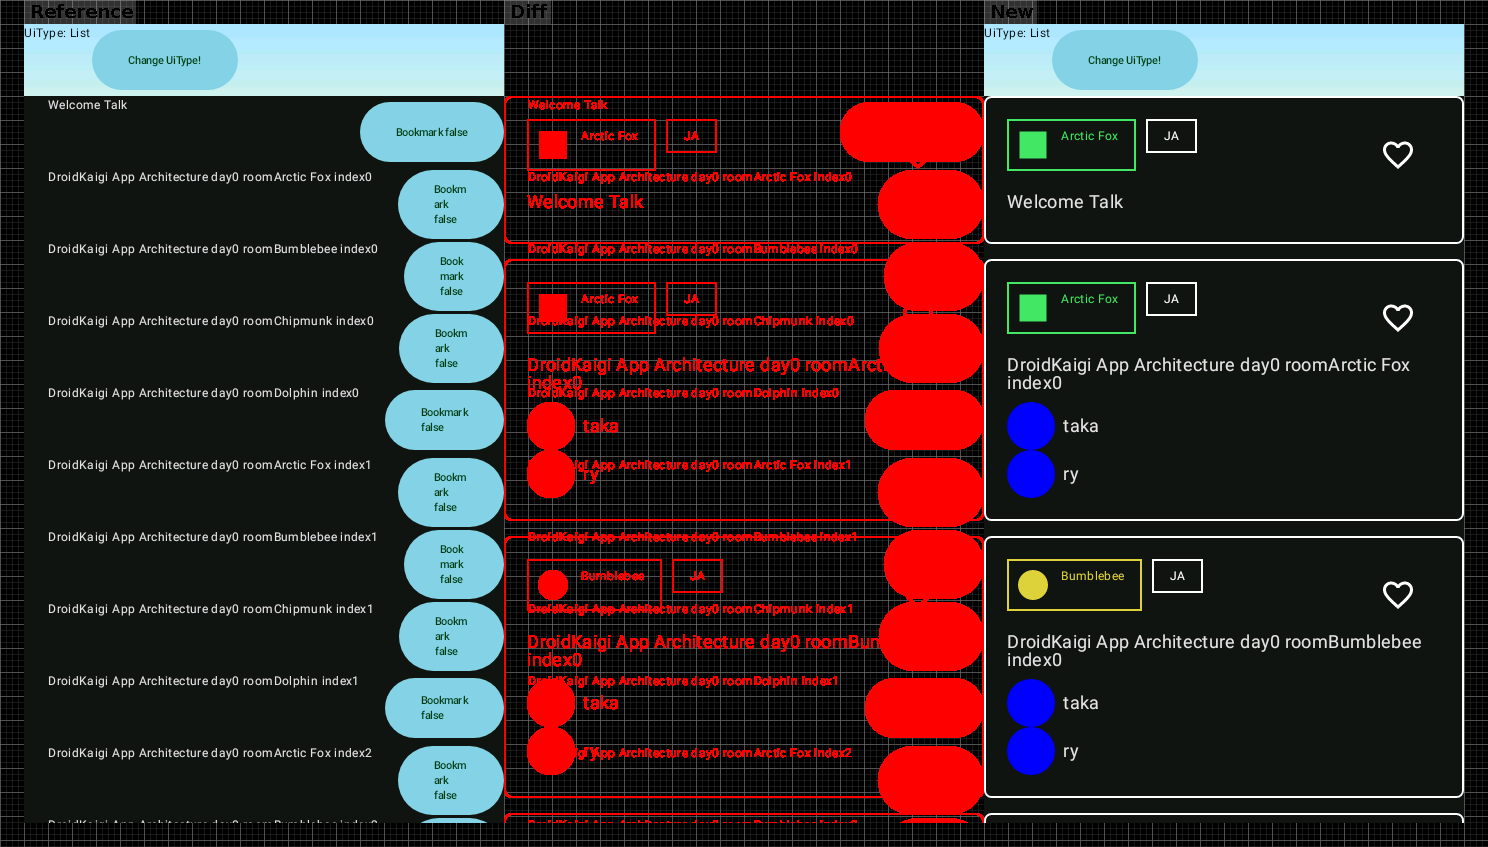 Reference
UiType: List
Change UiType!
Welcome Talk
Bookmark false
DroidKaigi App Architecture day0 roomArctic Fox index0
Bookm
ark
false
DroidKaigi App Architecture day0 roomBumblebee index0
Book
mark
false
DroidKaigi App Architecture day0 roomChipmunk index0
Bookm
ark
false
DroidKaigi App Architecture day0 roomDolphin index0
Bookmark
false
DroidKaigi App Architecture day0 roomArctic Fox index1
Bookm
ark
false
DroidKaigi App Architecture day0 roomBumblebee index1
Book
mark
false
DroidKaigi App Architecture day0 roomChipmunk index1
Bookm
ark
false
DroidKaigi App Architecture day0 roomDolphin index1
Bookmark
false
DroidKaigi App Architecture day0 roomArctic Fox index2
Bookm
ark
false
Diff
Welcome Talk
Arctic Fox
JA
DroidKaigi App Architecture day0 roomArctic Fox index0
Welcome Talk
DroidKaigi App Architecture day0 roomBumblebee index0
Arctic Fox
JA
DroidKaigi App Architecture day0 roomChipmunk index0
DroidKaigi App Architecture day0 roomArct
index0
DroidKaigi App Architecture day0 roomDolphin index0
taka
DroidKaigi App Architecture day0 roomArctic Fox index1
ry
DroidKaigi App Architecture day0 roomBumblebee index1
Bumblebee
JA
DroidKaigi App Architecture day0 roomChipmunk index1
DroidKaigi App Architecture day0 roomBum
index0
DroidKaigi App Architecture day0 roomDolphin index1
taka
ry
App Architecture day0 roomArctic Fox index2
New
UiType: List
Change UiType!
Arctic Fox
JA
Welcome Talk
Arctic Fox
JA
DroidKaigi App Architecture day0 roomArctic Fox
index0
taka
ry
Bumblebee
JA
DroidKaigi App Architecture day0 roomBumblebee
index0
taka
ry